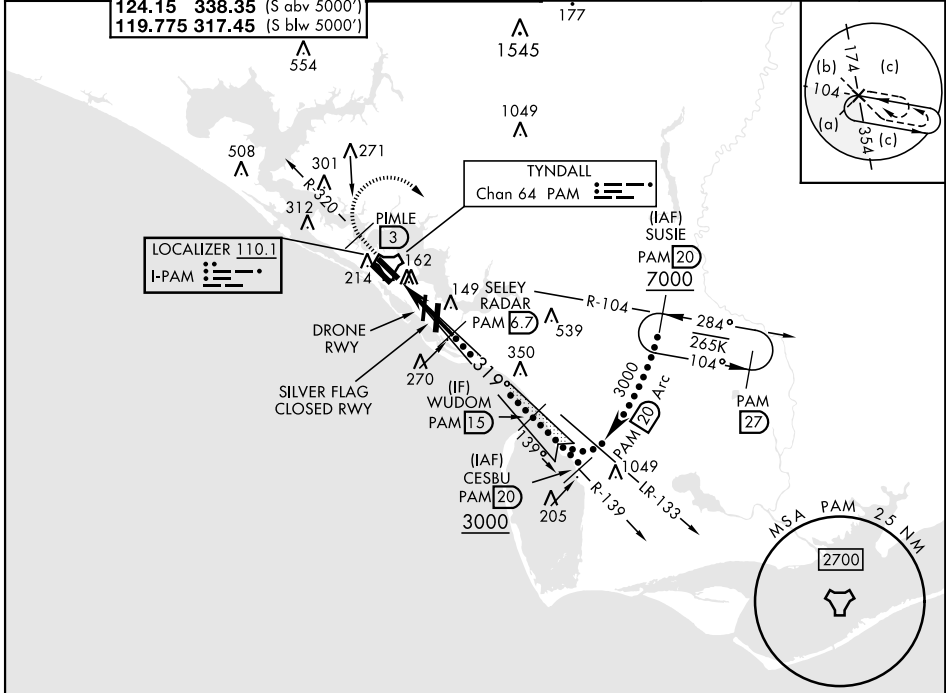 124.15 338.35 (S abv 5000')
119.775 317.45 (S blw 5000')
177
554
1545
1049
508
301
271
R-320
312
PIMLE
3
TYNDALL
Chan 64 PAM
LOCALIZER 110.1
I-PAM
214
162
149
SELEY
RADAR
PAM 6.7
539
DRONE
RWY
SILVER FLAG
CLOSED RWY
270
319°
350
(IF)
WUDOM
PAM 15
139°
(IAF)
CESBU
PAM 20
3000
205
R-139
LR-133
1049
(IAF)
SUSIE
PAM 20
7000
R-104
284°
265K
104°
3000
PAM 20 Arc
PAM
27
174
(b)
(c)
104
(a)
(c)
354
MSA PAM 25 NM
2700